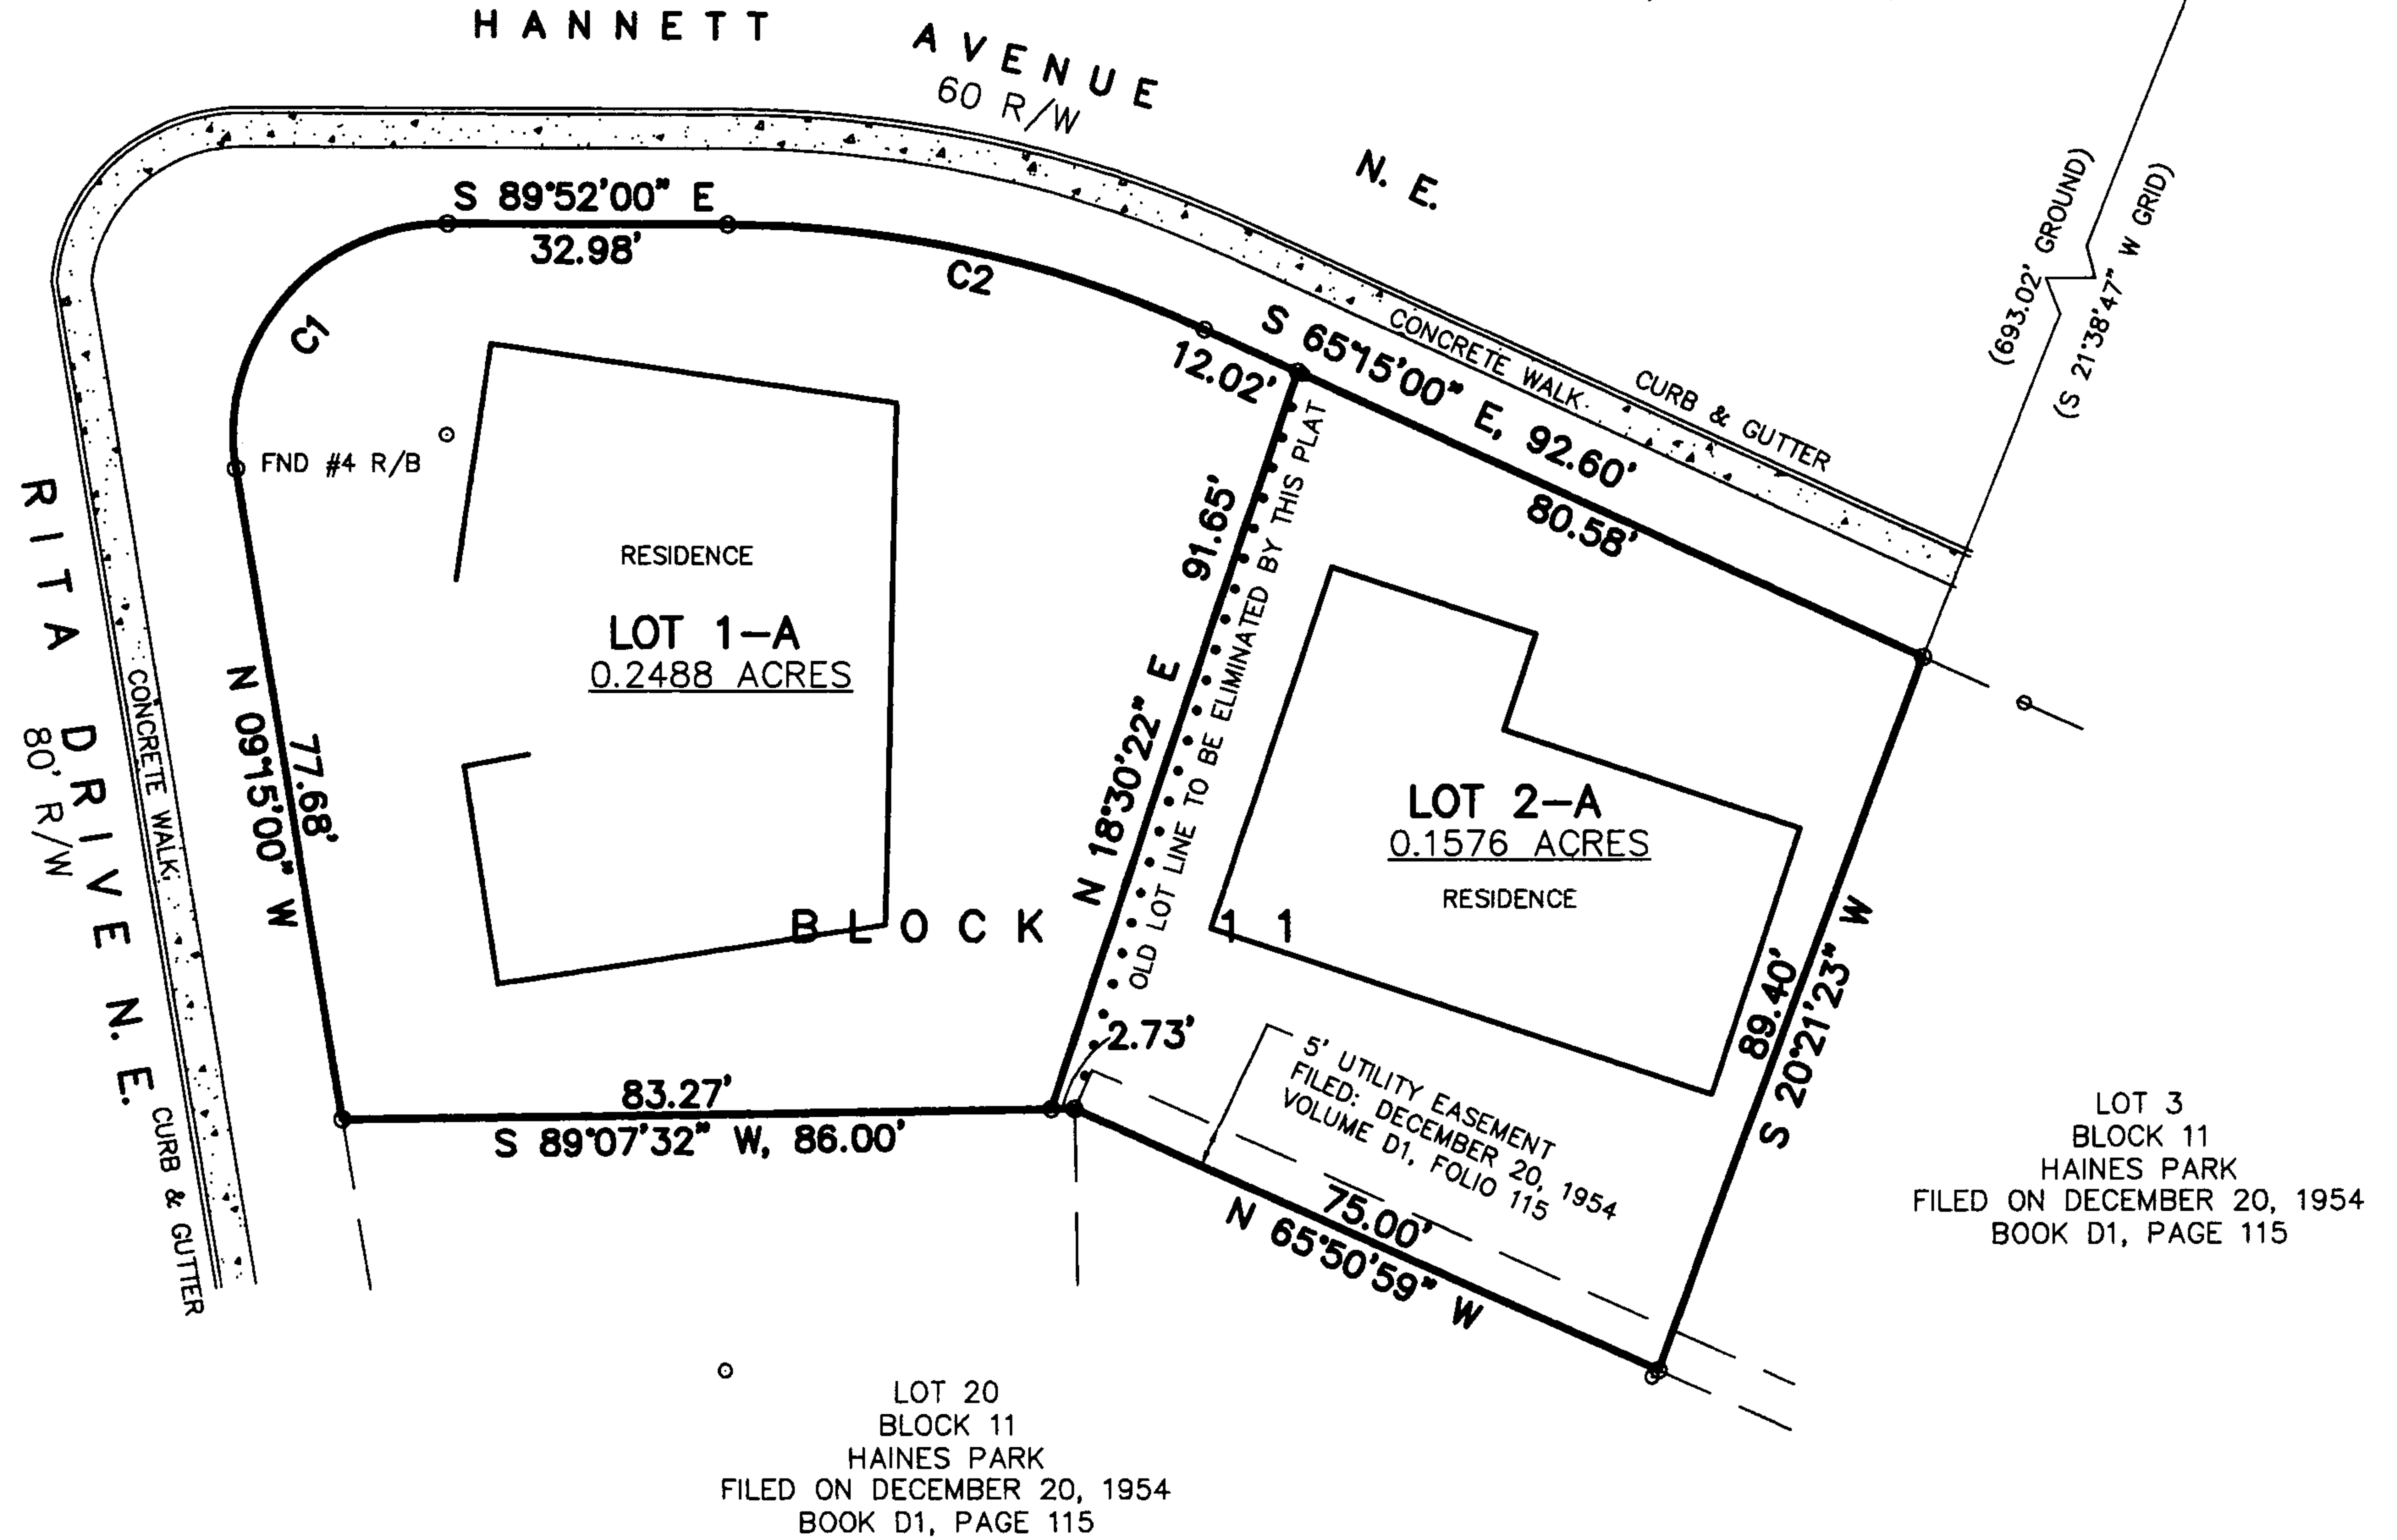 HANNETT AVENUE N. E.
60 R/W
(693.02' GROUND)
(S 21°38'47" W GRID)
S 89°52'00" E
32.98'
C2
C1
S 65°15'00" E, 92.60'
12.02'
80.58'
CONCRETE WALK
CURB & GUTTER
FND #4 R/B
RITA DRIVE N. E.
80' R/W
CONCRETE WALK
CURB & GUTTER
N 09°15'00" W
77.68'
RESIDENCE
LOT 1-A
0.2488 ACRES
91.65'
N 18°30'22" E
OLD LOT LINE TO BE ELIMINATED BY THIS PLAT
LOT 2-A
0.1576 ACRES
RESIDENCE
BLOCK 11
89.40'
S 20°21'23" W
2.73'
83.27'
S 89°07'32" W, 86.00'
5' UTILITY EASEMENT
FILED: DECEMBER 20, 1954
VOLUME D1, FOLIO 115
75.00'
N 65°50'59" W
LOT 3
BLOCK 11
HAINES PARK
FILED ON DECEMBER 20, 1954
BOOK D1, PAGE 115
LOT 20
BLOCK 11
HAINES PARK
FILED ON DECEMBER 20, 1954
BOOK D1, PAGE 115